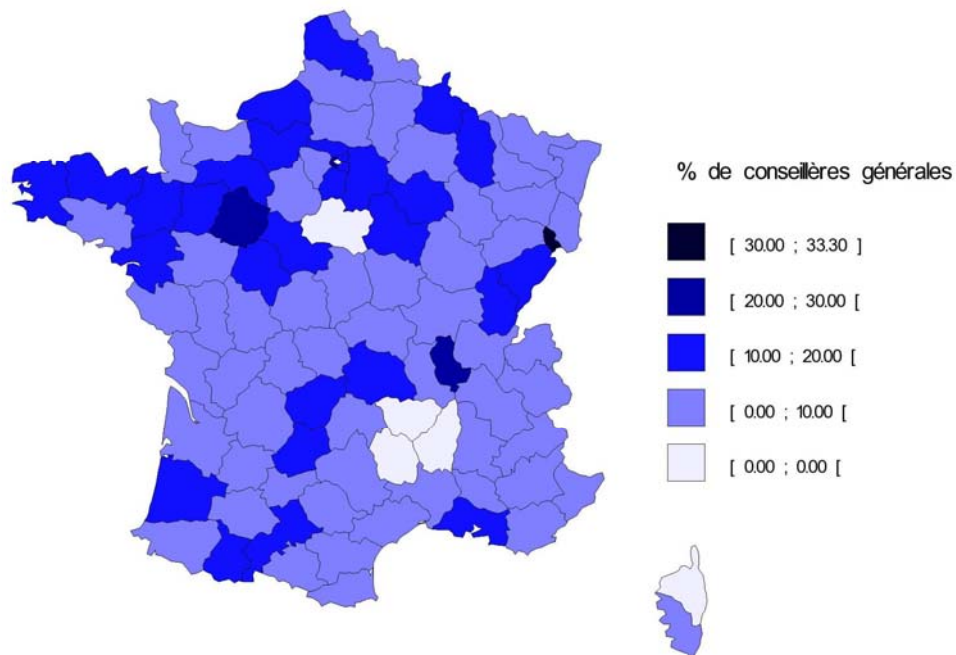 % de conseillères générales
[ 30.00 ; 33.30 ]
[ 20.00 ; 30.00 [
[ 10.00 ; 20.00 [
[ 0.00 ; 10.00 [
[ 0.00 ; 0.00 [